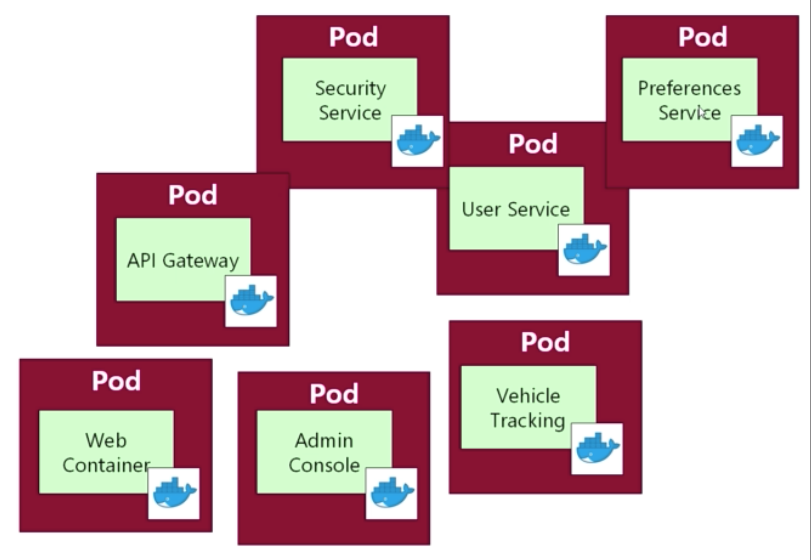 Pod
Security
Service
Pod
Preferences
Service
Pod
User Service
Pod
API Gateway
Pod
Vehicle
Tracking
Pod
Web
Container
Pod
Admin
Console